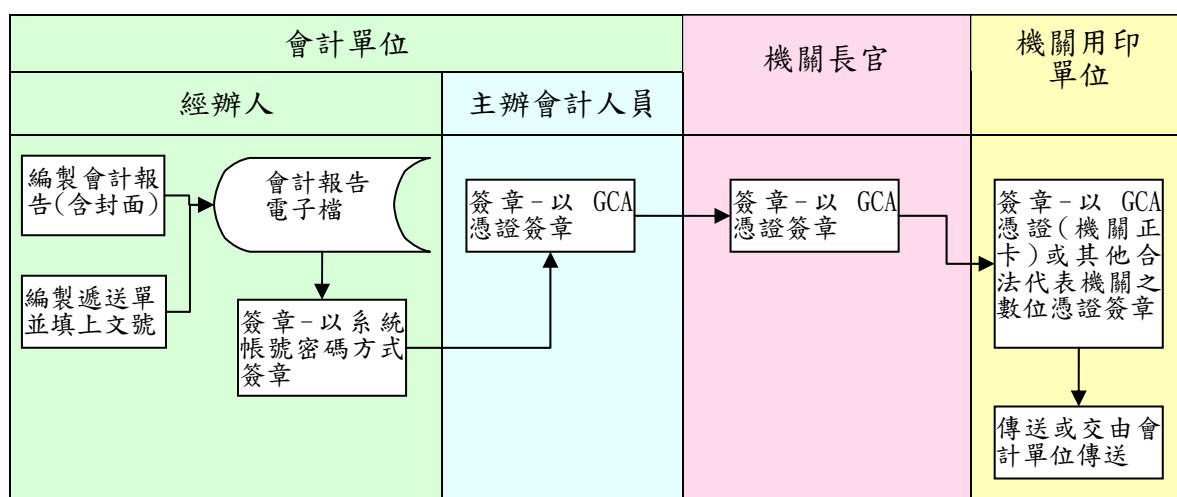 會計單位
機關長官
機關用印
單位
經辦人
主辦會計人員
編製會計報
告(含封面)
會計報告
電子檔
編製遞送單
並填上文號
簽章-以系統
帳號密碼方式
簽章
簽章-以 GCA
憑證簽章
簽章-以 GCA
憑證簽章
簽章-以 GCA
憑證(機關正
卡)或其他合
法代表機關之
數位憑證簽章
傳送或交由會
計單位傳送